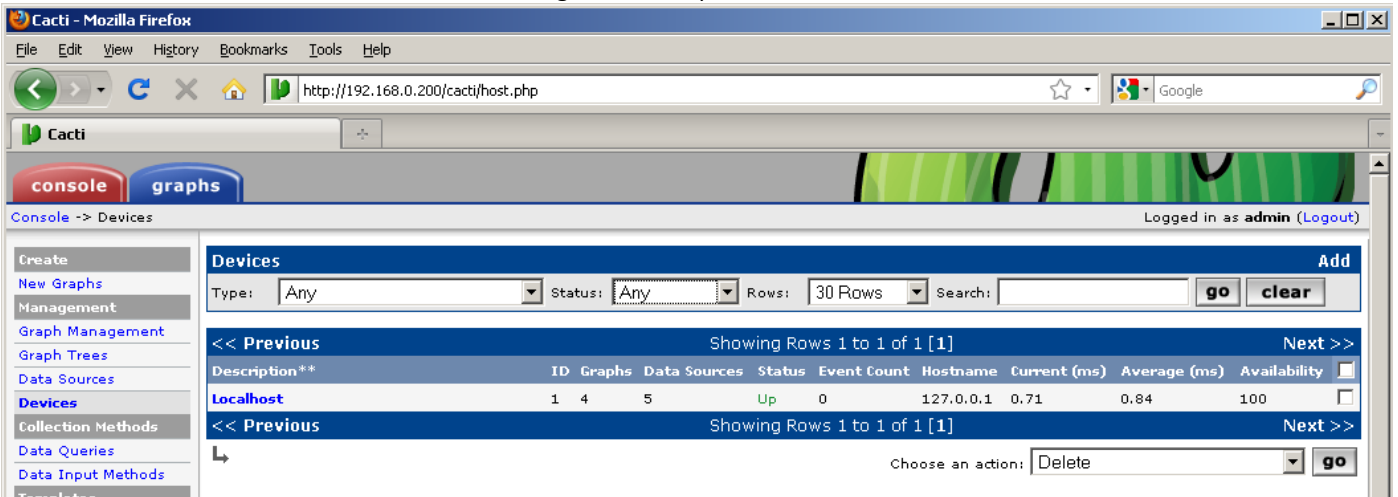 Cacti - Mozilla Firefox
File Edit View History Bookmarks Tools Help
http://192.168.0.200/cacti/host.php
Google
Cacti
console graphs
Console -> Devices
Logged in as admin (Logout)
Create
New Graphs
Management
Graph Management
Graph Trees
Data Sources
Devices
Collection Methods
Data Queries
Data Input Methods
Templates
Devices Add
Type: Any Status: Any Rows: 30 Rows Search: go clear
<< Previous Showing Rows 1 to 1 of 1 [1] Next >>
Description** ID Graphs Data Sources Status Event Count Hostname Current (ms) Average (ms) Availability
Localhost 1 4 5 Up 0 127.0.0.1 0.71 0.84 100
<< Previous Showing Rows 1 to 1 of 1 [1] Next >>
Choose an action: Delete go